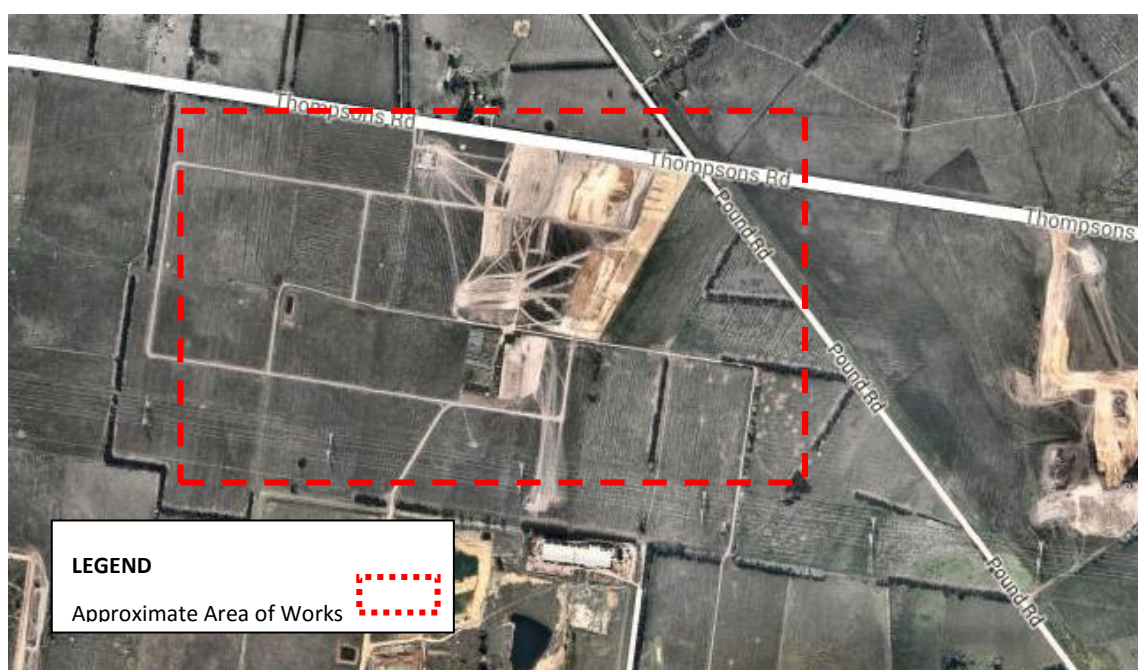 Thompsons Rd
Thompsons Rd
Thompsons
Pound Rd
Pound Rd
Pound Rd
LEGEND
Approximate Area of Works